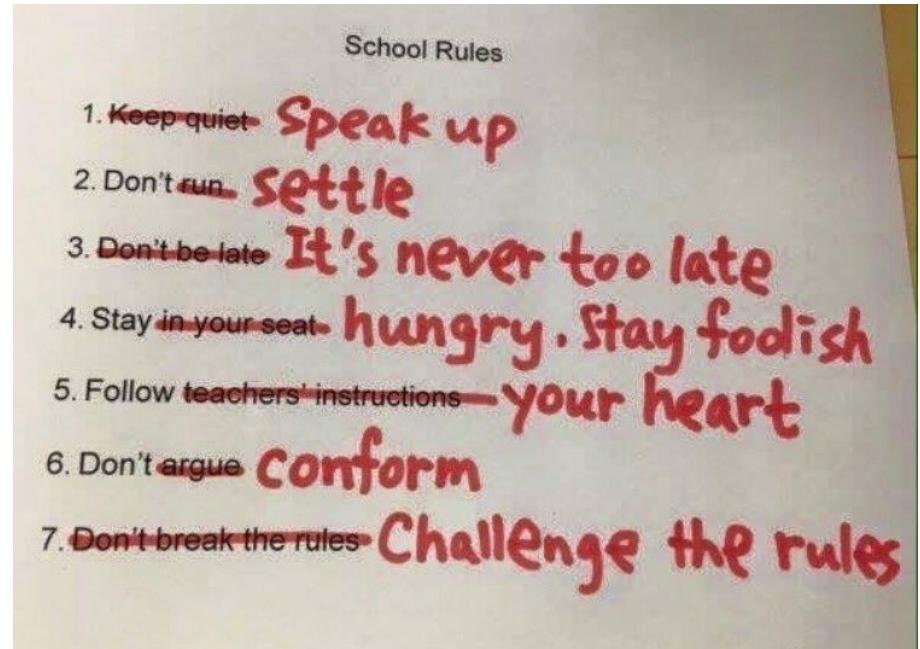 School Rules
1. Keep quiet Speak up
2. Don't run settle
3. Don't be late It's never too late
4. Stay in your seat hungry. Stay foolish
5. Follow teachers' instructions your heart
6. Don't argue conform
7. Don't break the rules Challenge the rules